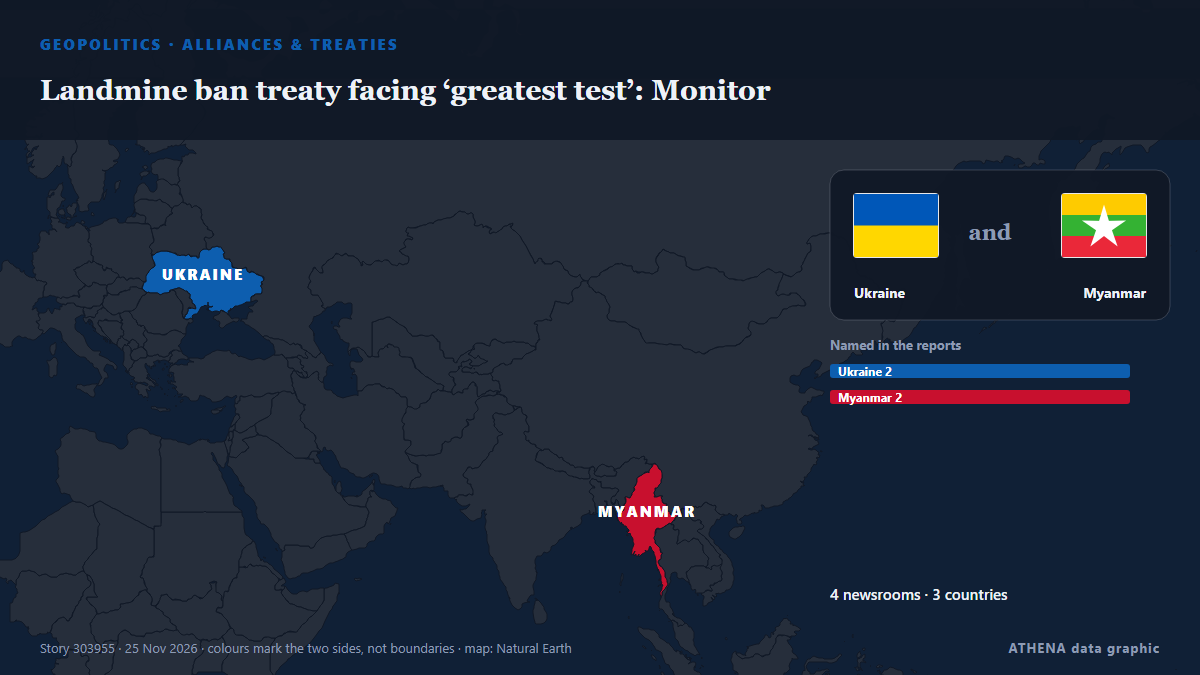 GEOPOLITICS · ALLIANCES & TREATIES
Landmine ban treaty facing ‘greatest test’: Monitor
UKRAINE
MYANMAR
and
Ukraine
Myanmar
Named in the reports
Ukraine 2
Myanmar 2
4 newsrooms · 3 countries
Story 303955 · 25 Nov 2026 · colours mark the two sides, not boundaries · map: Natural Earth
ATHENA data graphic